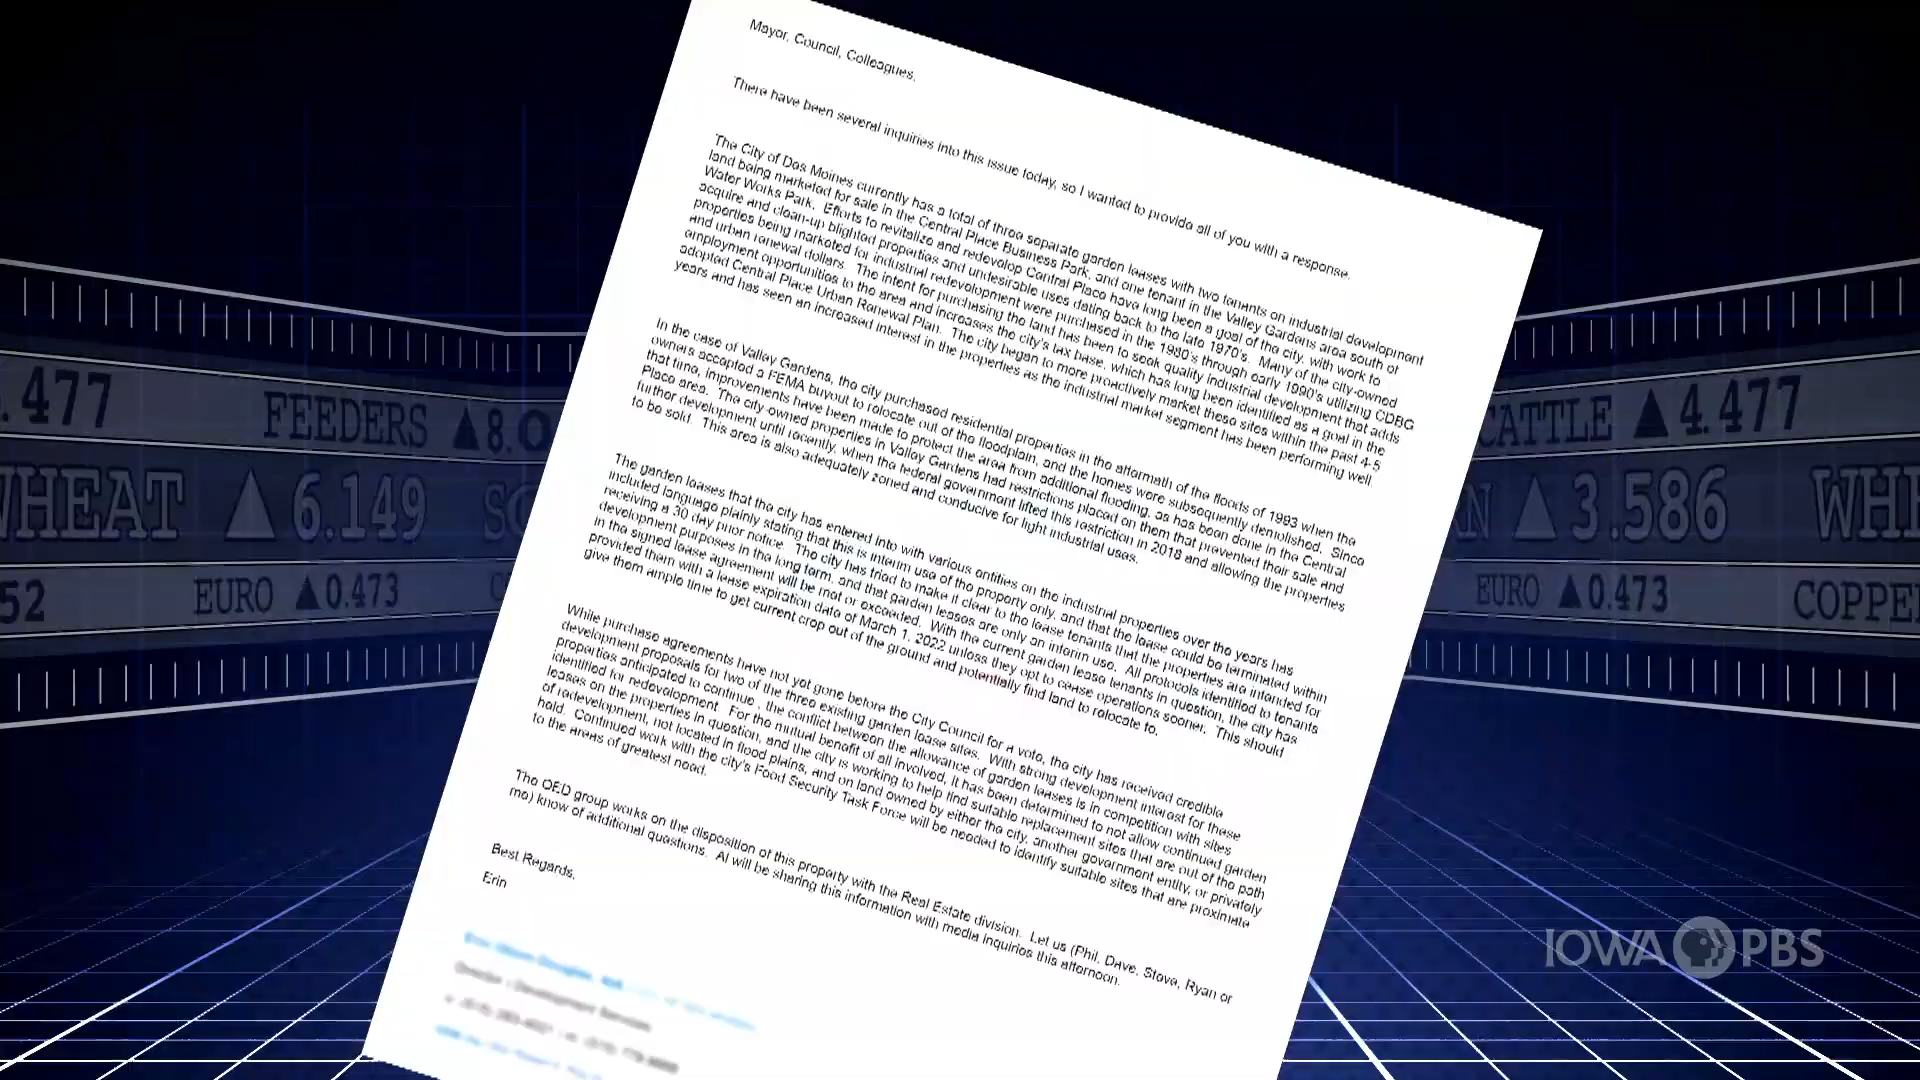 Mayor, Council, Colleagues,
There have been several inquiries into this issue today, so I wanted to provide all of you with a response.
The City of Des Moines currently has a total of three separate garden leases with two tenants on industrial development
land being marketed for sale in the Central Place Business Park, and one tenant in the Valley Gardens area south of
Water Works Park. Efforts to revitalize and redevelop Central Place have long been a goal of the city, with work to
acquire and clean-up blighted properties and undesirable uses dating back to the late 1970's. Many of the city-owned
properties being marketed for industrial redevelopment were purchased in the 1980's through early 1990's utilizing CDBG
and urban renewal dollars. The intent for purchasing the land has been to seek quality industrial development that adds
employment opportunities to the area and increases the city's tax base, which has long been identified as a goal in the
adopted Central Place Urban Renewal Plan. The city began to more proactively market these sites within the past 4-5
years and has seen an increased interest in the properties as the industrial market segment has been performing well.
In the case of Valley Gardens, the city purchased residential properties in the aftermath of the floods of 1993 when the
owners accepted a FEMA buyout to relocate out of the floodplain, and the homes were subsequently demolished. Since
that time, improvements have been made to protect the area from additional flooding, as has been done in the Central
Place area. The city-owned properties in Valley Gardens had restrictions placed on them that prevented their sale and
further development until recently, when the federal government lifted this restriction in 2018 and allowing the properties
to be sold. This area is also adequately zoned and conducive for light industrial uses.
The garden leases that the city has entered into with various entities on the industrial properties over the years has
included language plainly stating that this is interim use of the property only, and that the lease could be terminated within
receiving a 30 day prior notice. The city has tried to make it clear to the lease tenants that the properties are intended for
development purposes in the long term, and that garden leases are only an interim use. All protocols identified to tenants
in the signed lease agreement will be met or exceeded. With the current garden lease tenants in question, the city has
provided them with a lease expiration date of March 1, 2022 unless they opt to cease operations sooner. This should
give them ample time to get current crop out of the ground and potentially find land to relocate to.
While purchase agreements have not yet gone before the City Council for a vote, the city has received credible
development proposals for two of the three existing garden lease sites. With strong development interest for these
properties anticipated to continue , the conflict between the allowance of garden leases is in competition with sites
identified for redevelopment. For the mutual benefit of all involved, it has been determined to not allow continued garden
leases on the properties in question, and the city is working to help find suitable replacement sites that are out of the path
of redevelopment, not located in flood plains, and on land owned by either the city, another government entity, or privately
held. Continued work with the city's Food Security Task Force will be needed to identify suitable sites that are proximate
to the areas of greatest need.
The OED group works on the disposition of this property with the Real Estate division. Let us (Phil, Dave, Steve, Ryan or
me) know of additional questions. Al will be sharing this information with media inquiries this afternoon.
Best Regards,
Erin
.477
FEEDERS ▲8.0
WHEAT ▲6.149
52
EURO ▲0.473
CATTLE ▲4.477
▲3.586
WHE
EURO ▲0.473
COPPE
IOWA PBS